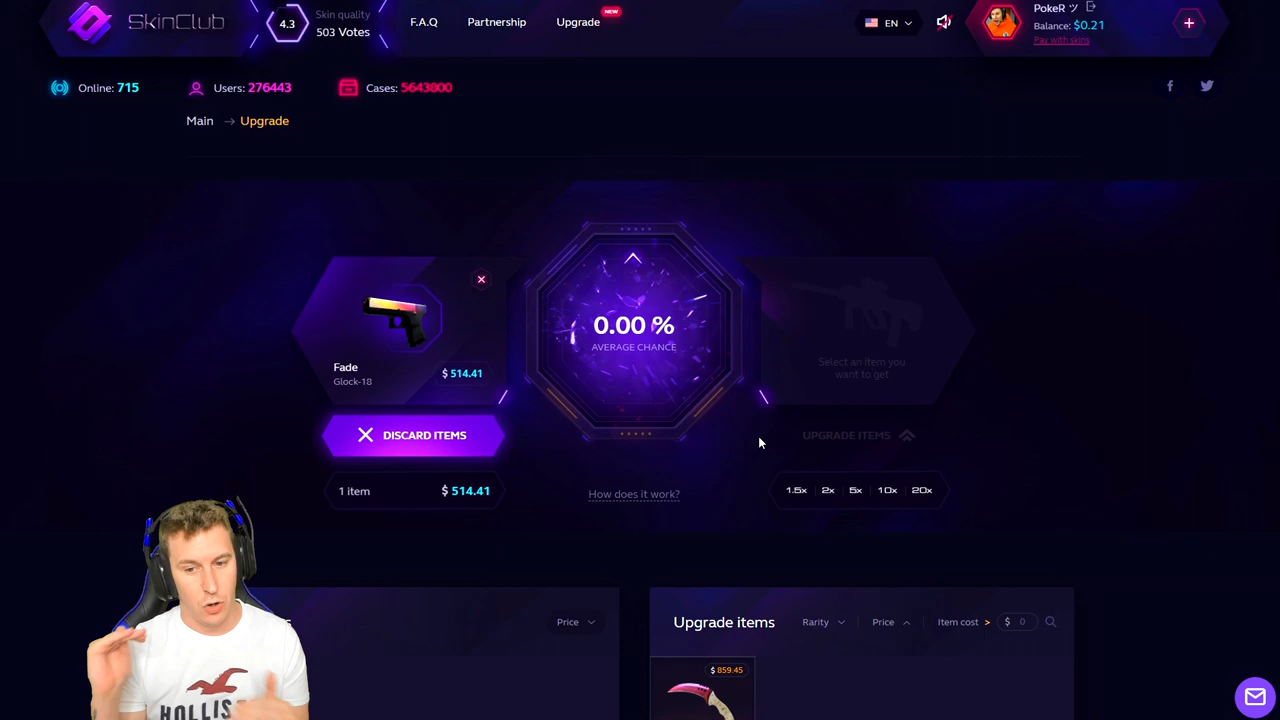 SKINCLUB
4.3
Skin quality
503 Votes
F.A.Q
Partnership
Upgrade
NEW
EN
PokeR ツ
Balance: $0.21
Pay with skins
Online: 715
Users: 276443
Cases: 5643800
Main → Upgrade
Fade
Glock-18
$ 514.41
0.00 %
AVERAGE CHANCE
Select an item you
want to get
DISCARD ITEMS
UPGRADE ITEMS
1 item
$ 514.41
How does it work?
1.5x
2x
5x
10x
20x
Price
Upgrade items
Rarity
Price
Item cost > $ 0
$ 859.45
HOLLIS